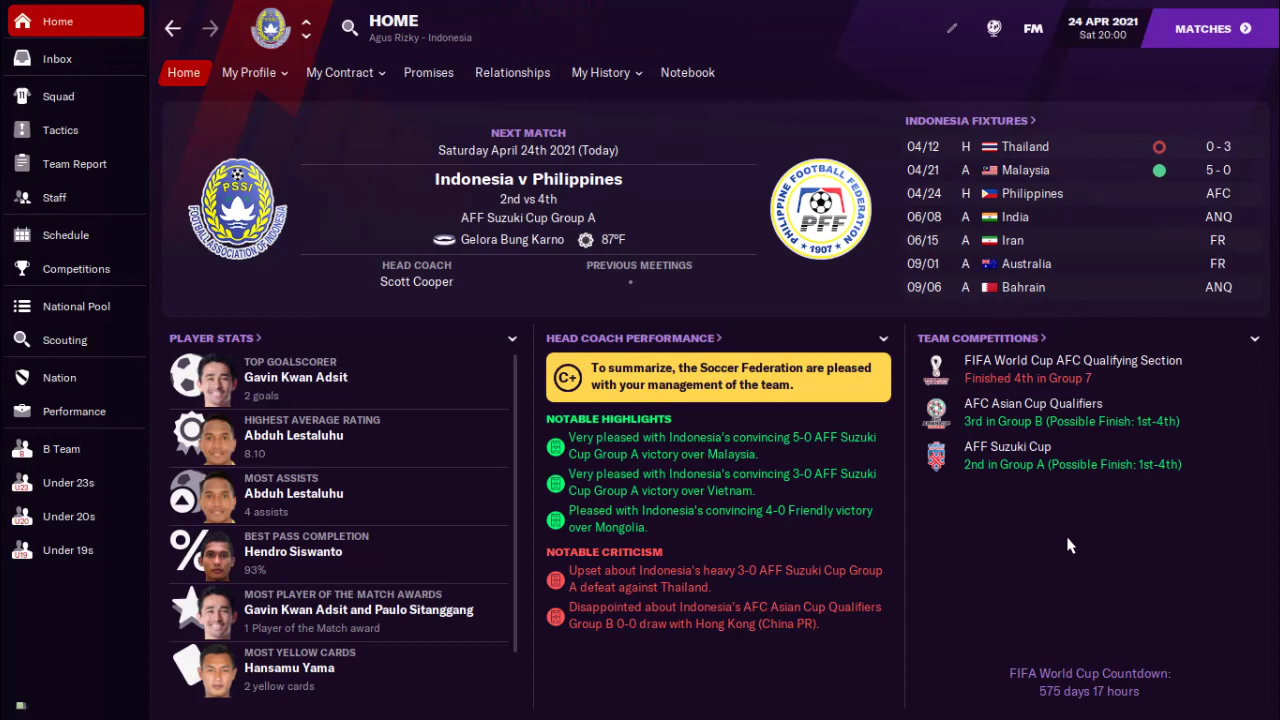 Home
Inbox
Squad
Tactics
Team Report
Staff
Schedule
Competitions
National Pool
Scouting
Nation
Performance
B Team
Under 23s
Under 20s
Under 19s
HOME
Agus Rizky - Indonesia
FM
24 APR 2021
Sat 20:00
MATCHES
Home
My Profile
My Contract
Promises
Relationships
My History
Notebook
NEXT MATCH
Saturday April 24th 2021 (Today)
Indonesia v Philippines
2nd vs 4th
AFF Suzuki Cup Group A
Gelora Bung Karno 87°F
HEAD COACH
Scott Cooper
PREVIOUS MEETINGS
PSSI
FOOTBALL ASSOCIATION OF INDONESIA
PHILIPPINE FOOTBALL FEDERATION
PFF
1907
INDONESIA FIXTURES
04/12 H Thailand 0 - 3
04/21 A Malaysia 5 - 0
04/24 H Philippines AFC
06/08 A India ANQ
06/15 A Iran FR
09/01 A Australia FR
09/06 A Bahrain ANQ
PLAYER STATS
TOP GOALSCORER
Gavin Kwan Adsit
2 goals
HIGHEST AVERAGE RATING
Abduh Lestaluhu
8.10
MOST ASSISTS
Abduh Lestaluhu
4 assists
BEST PASS COMPLETION
Hendro Siswanto
93%
MOST PLAYER OF THE MATCH AWARDS
Gavin Kwan Adsit and Paulo Sitanggang
1 Player of the Match award
MOST YELLOW CARDS
Hansamu Yama
2 yellow cards
HEAD COACH PERFORMANCE
C+
To summarize, the Soccer Federation are pleased
with your management of the team.
NOTABLE HIGHLIGHTS
Very pleased with Indonesia's convincing 5-0 AFF Suzuki
Cup Group A victory over Malaysia.
Very pleased with Indonesia's convincing 3-0 AFF Suzuki
Cup Group A victory over Vietnam.
Pleased with Indonesia's convincing 4-0 Friendly victory
over Mongolia.
NOTABLE CRITICISM
Upset about Indonesia's heavy 3-0 AFF Suzuki Cup Group
A defeat against Thailand.
Disappointed about Indonesia's AFC Asian Cup Qualifiers
Group B 0-0 draw with Hong Kong (China PR).
TEAM COMPETITIONS
FIFA World Cup AFC Qualifying Section
Finished 4th in Group 7
AFC Asian Cup Qualifiers
3rd in Group B (Possible Finish: 1st-4th)
AFF Suzuki Cup
2nd in Group A (Possible Finish: 1st-4th)
FIFA World Cup Countdown:
575 days 17 hours